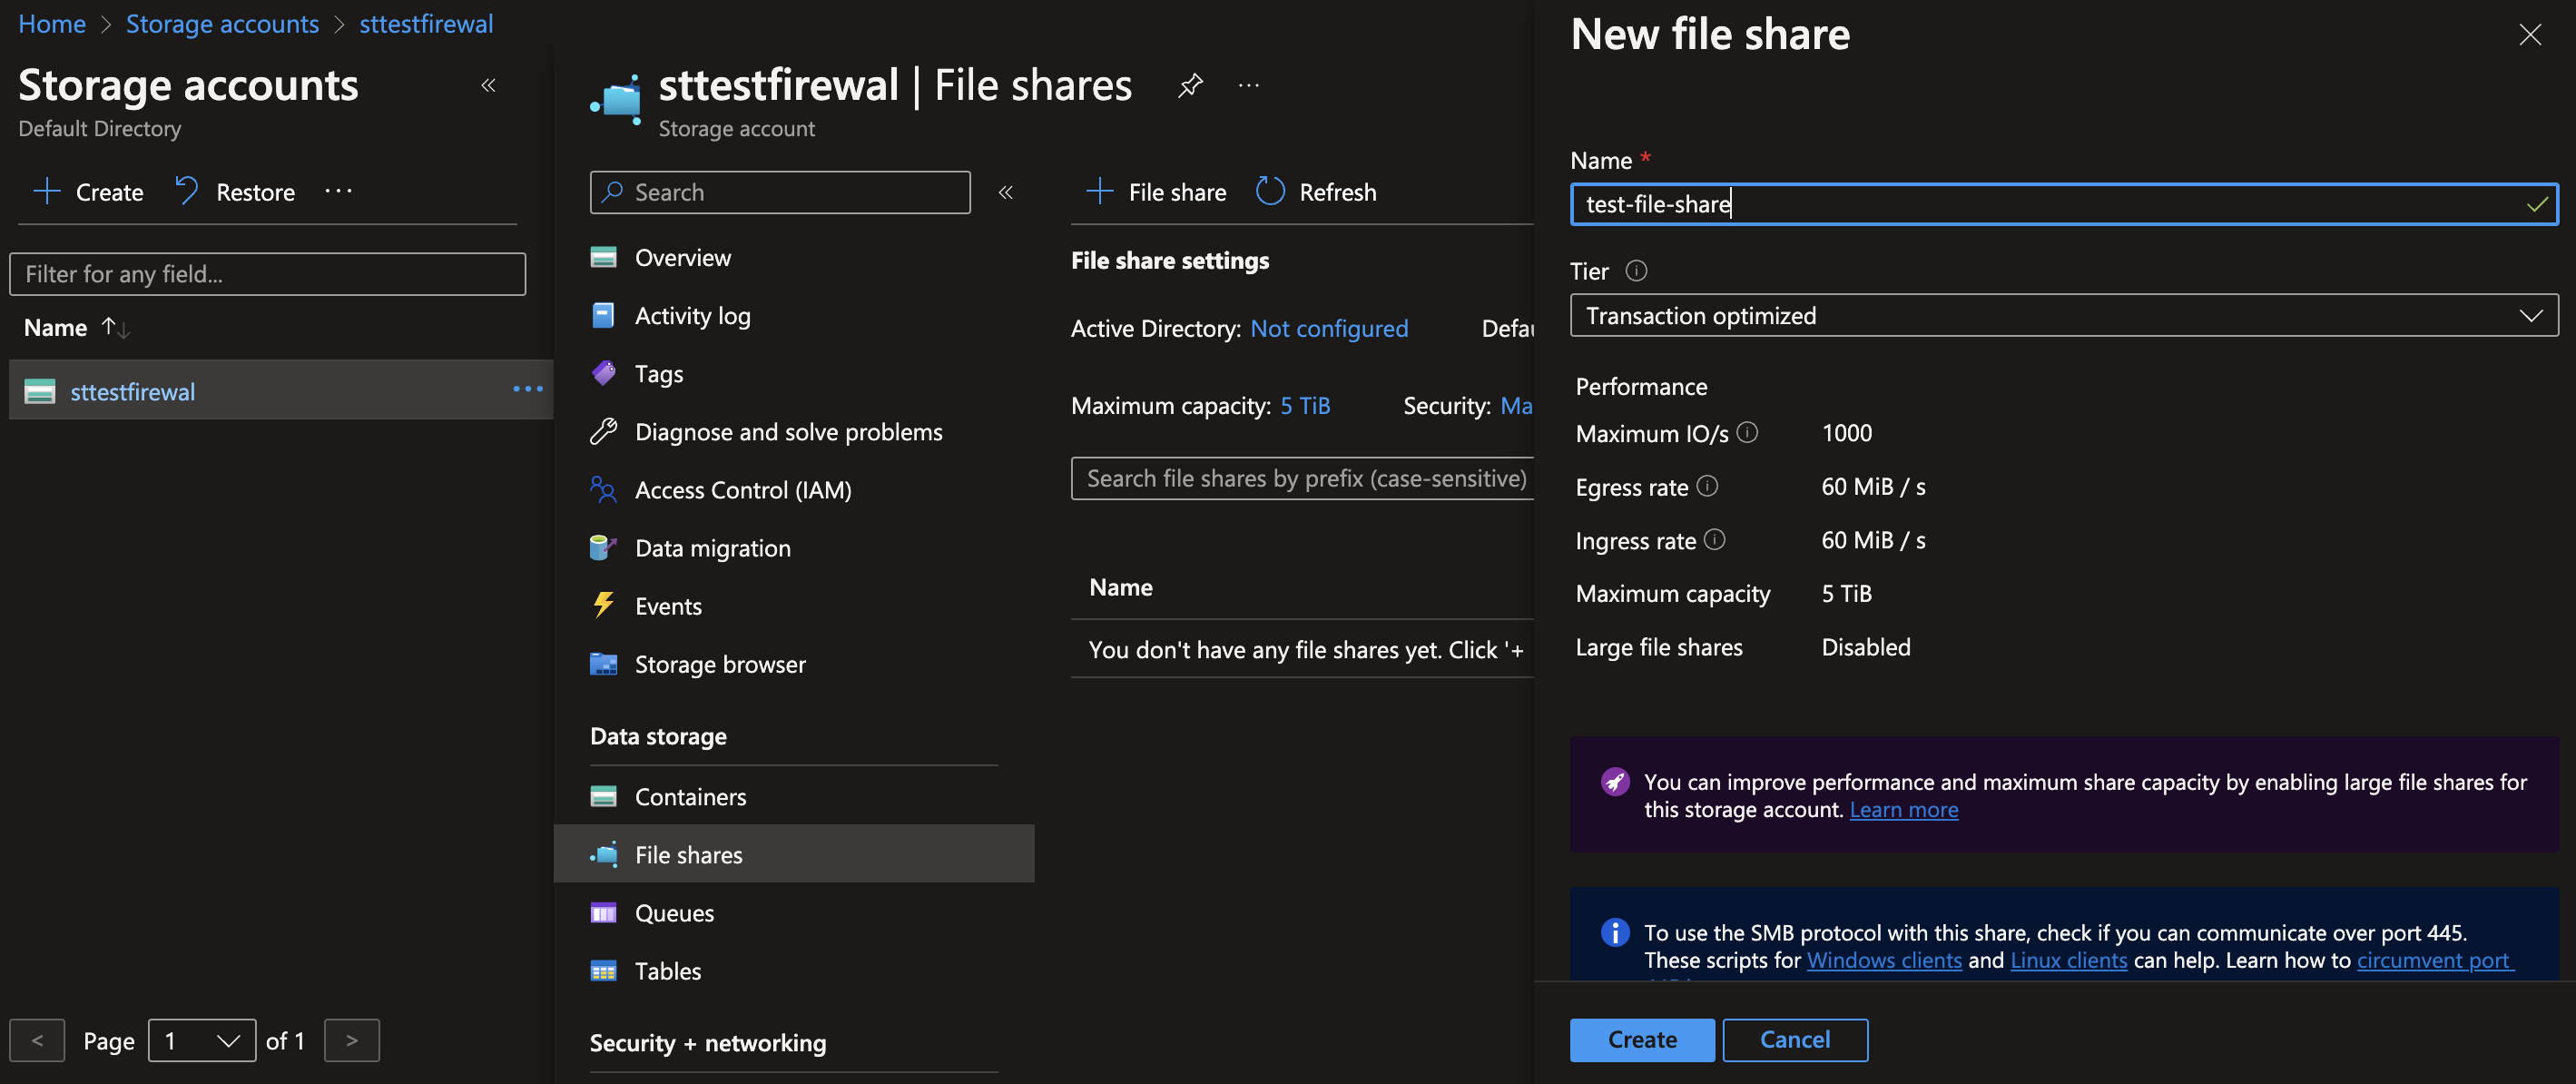 Home > Storage accounts > sttestfirewal
Storage accounts
Default Directory
Create Restore
Filter for any field...
Name
sttestfirewal
< Page 1 of 1 >
sttestfirewal | File shares
Storage account
Search
Overview
Activity log
Tags
Diagnose and solve problems
Access Control (IAM)
Data migration
Events
Storage browser
Data storage
Containers
File shares
Queues
Tables
Security + networking
File share Refresh
File share settings
Active Directory: Not configured Defau
Maximum capacity: 5 TiB Security: Ma
Search file shares by prefix (case-sensitive)
Name
You don't have any file shares yet. Click '+
New file share
Name *
test-file-share
Tier
Transaction optimized
Performance
Maximum IO/s 1000
Egress rate 60 MiB / s
Ingress rate 60 MiB / s
Maximum capacity 5 TiB
Large file shares Disabled
You can improve performance and maximum share capacity by enabling large file shares for
this storage account. Learn more
To use the SMB protocol with this share, check if you can communicate over port 445.
These scripts for Windows clients and Linux clients can help. Learn how to circumvent port
Create Cancel